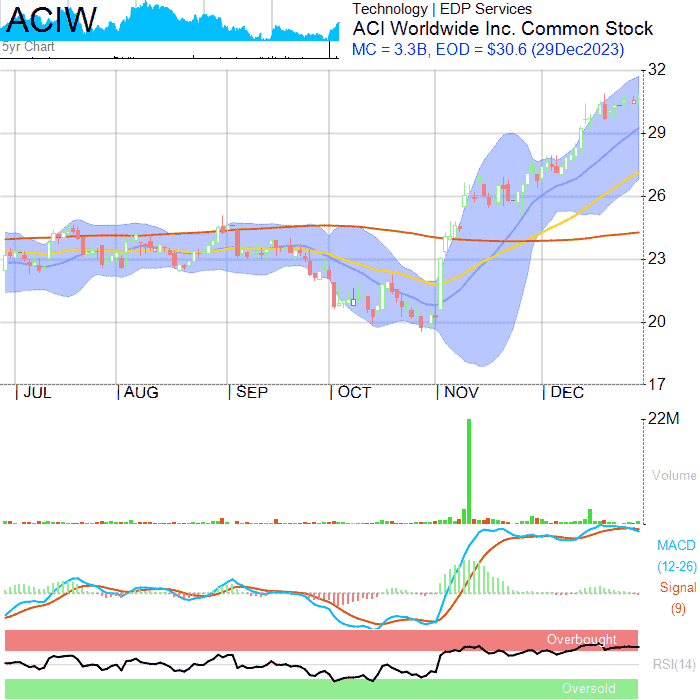 ACIW
5yr Chart
Technology | EDP Services
ACI Worldwide Inc. Common Stock
MC = 3.3B, EOD = $30.6 (29Dec2023)
32
29
26
23
20
17
JUL
AUG
SEP
OCT
NOV
DEC
22M
Volume
MACD
(12-26)
Signal
(9)
Overbought
RSI(14)
Oversold